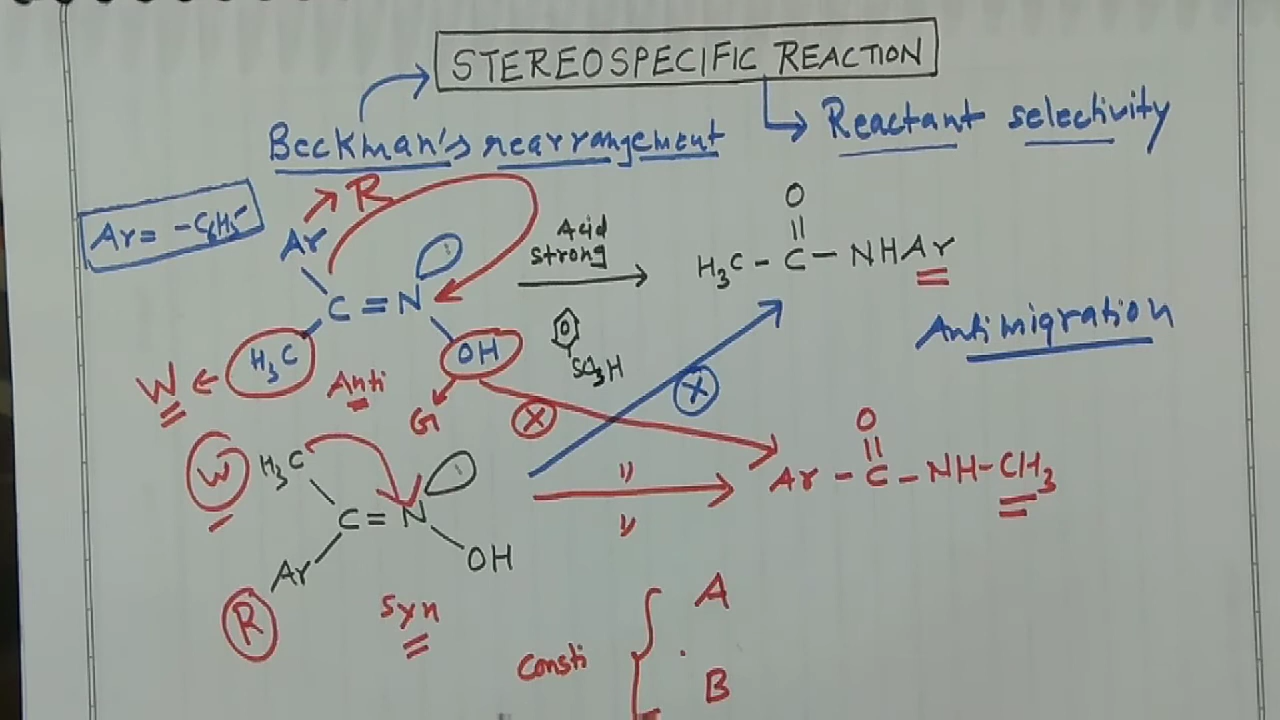 STEREOSPECIFIC REACTION
Beckman's rearrangement
Reactant selectivity
Ar= -C6H5
R
Ar
C = N
H3C
OH
W
Anti
G
Acid
strong
SO3H
O
H3C - C - NHAr
Antimigration
X
X
W
H3C
C = N
Ar
OH
R
Syn
"
"
O
Ar - C - NH-CH3
Consti
A
B